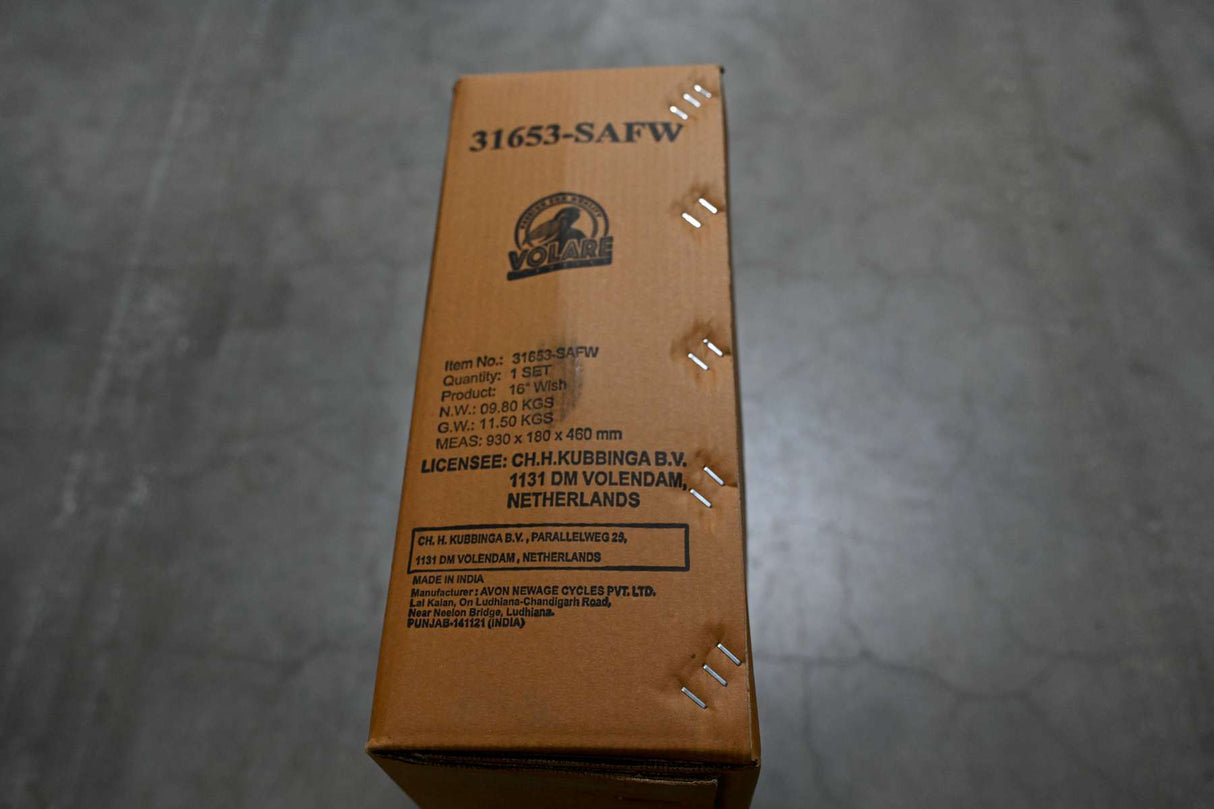 31653-SAFW
VOLARE
Item No.: 31653-SAFW
Quantity: 1 SET
Product: 16" Wish
N.W.: 09.80 KGS
G.W.: 11.50 KGS
MEAS: 930 x 180 x 460 mm
LICENSEE: CH.H.KUBBINGA B.V.
1131 DM VOLENDAM,
NETHERLANDS
CH. H. KUBBINGA B.V., PARALLELWEG 25,
1131 DM VOLENDAM, NETHERLANDS
MADE IN INDIA
Manufacturer : AVON NEWAGE CYCLES PVT. LTD.
Lal Kalan, On Ludhiana-Chandigarh Road,
Near Neelon Bridge, Ludhiana.
PUNJAB-141121 (INDIA)